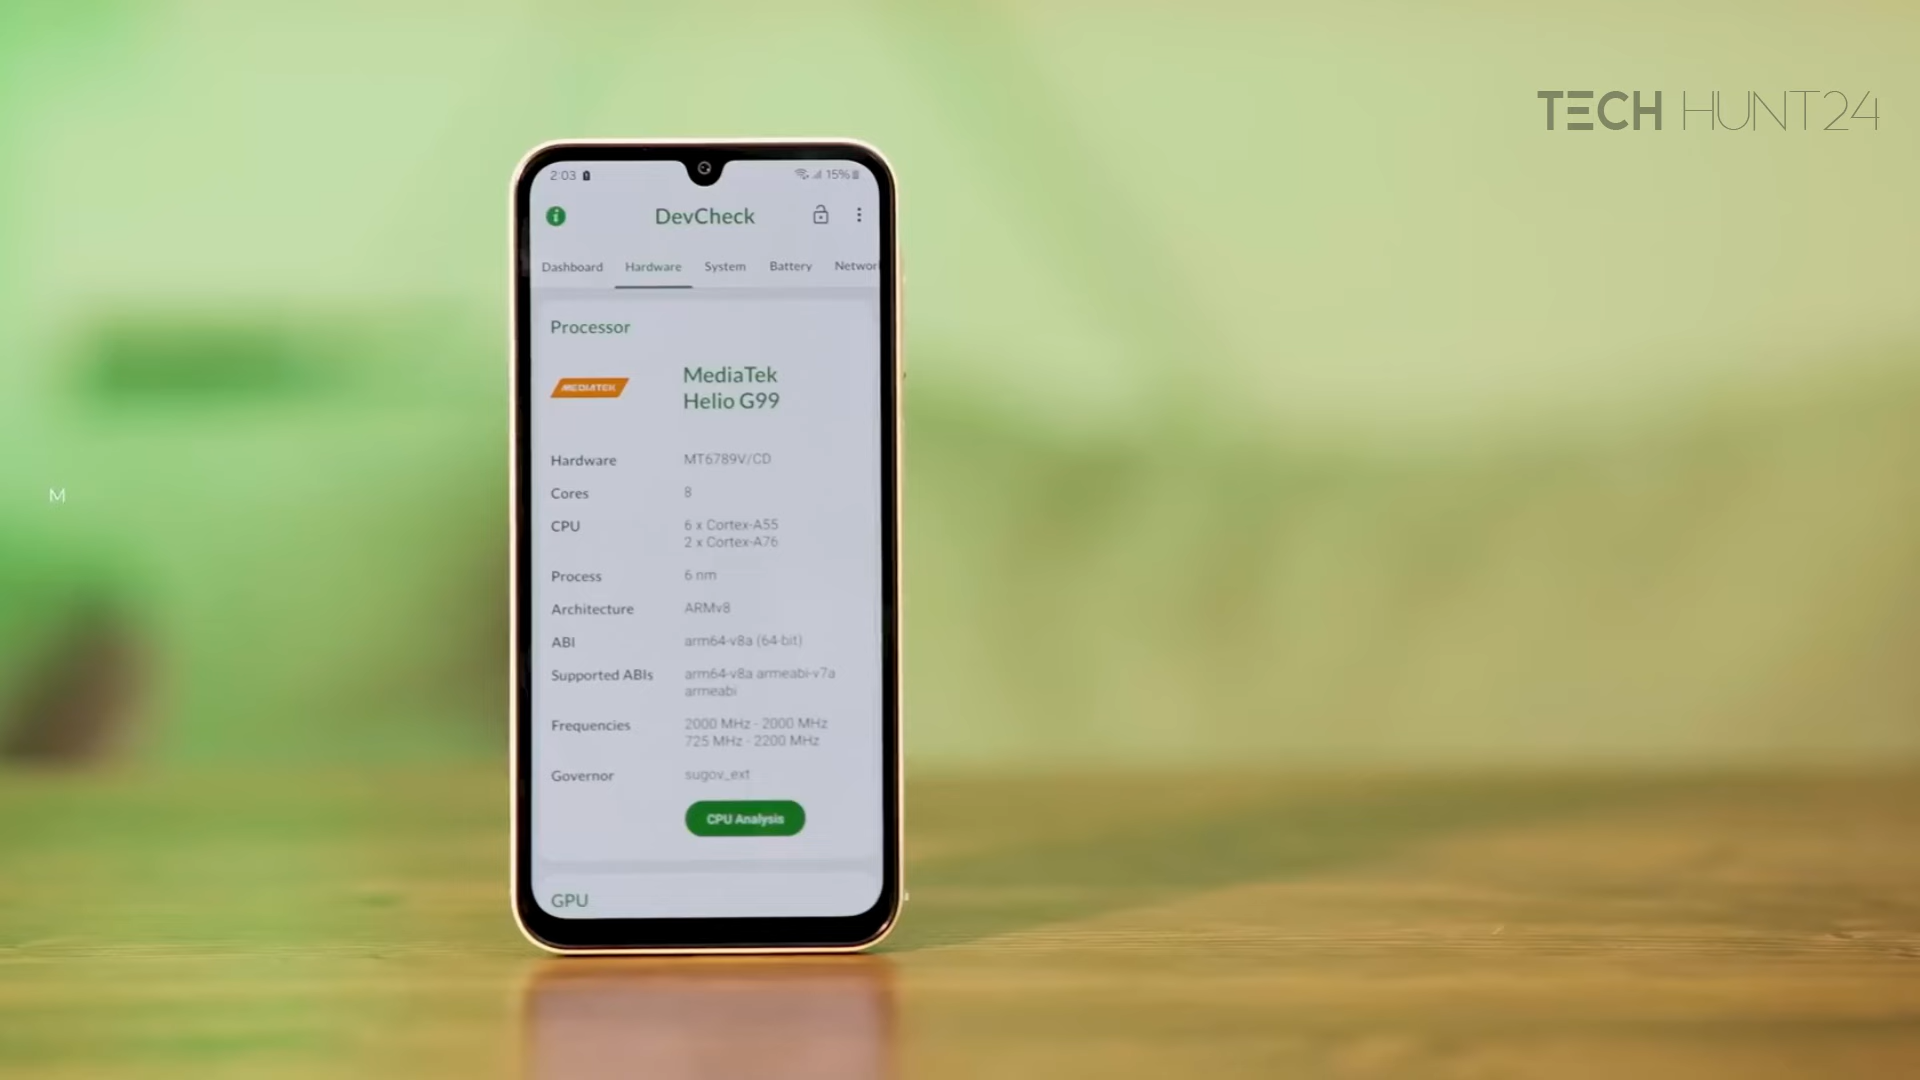 TECH HUNT24
2:03 15%
DevCheck
Dashboard Hardware System Battery Networ
Processor
MEDIATEK
MediaTek
Helio G99
Hardware MT6789V/CD
Cores 8
CPU 6 x Cortex-A55
2 x Cortex-A76
Process 6 nm
Architecture ARMv8
ABI arm64-v8a (64-bit)
Supported ABIs arm64-v8a armeabi-v7a
armeabi
Frequencies 2000 MHz - 2000 MHz
725 MHz - 2200 MHz
Governor sugov_ext
CPU Analysis
GPU
M